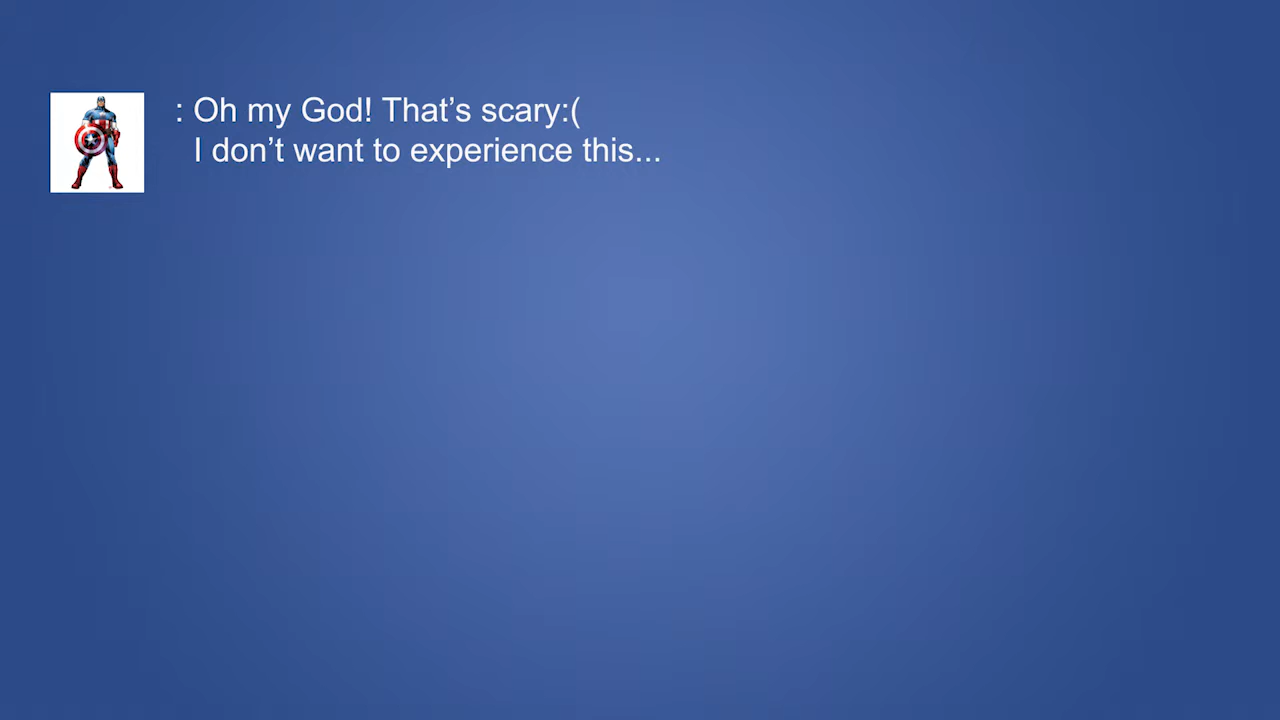 : Oh my God! That’s scary:(
I don’t want to experience this...